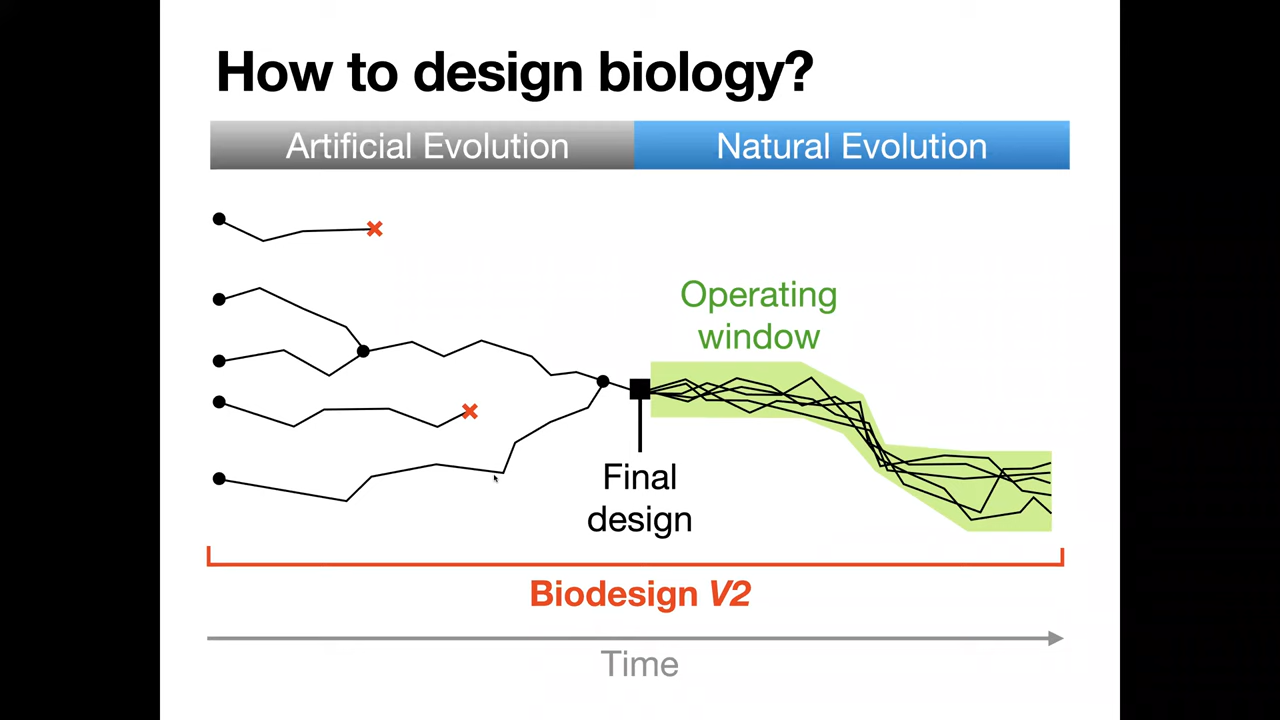 How to design biology?
Artificial Evolution
Natural Evolution
Operating
window
Final
design
Biodesign V2
Time